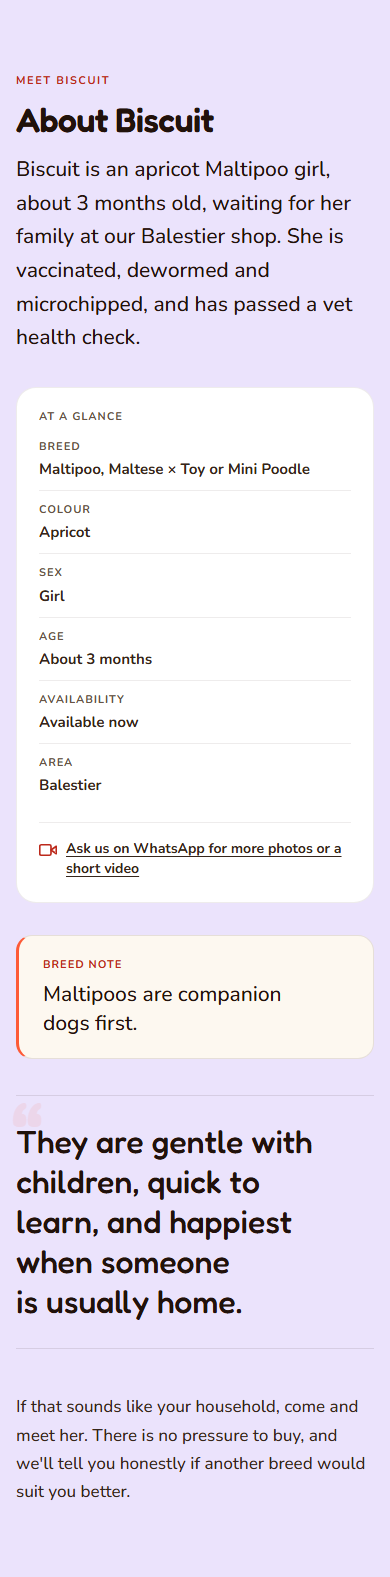 MEET BISCUIT
About Biscuit
Biscuit is an apricot Maltipoo girl,
about 3 months old, waiting for her
family at our Balestier shop. She is
vaccinated, dewormed and
microchipped, and has passed a vet
health check.
AT A GLANCE
BREED
Maltipoo, Maltese × Toy or Mini Poodle
COLOUR
Apricot
SEX
Girl
AGE
About 3 months
AVAILABILITY
Available now
AREA
Balestier
Ask us on WhatsApp for more photos or a
short video
BREED NOTE
Maltipoos are companion
dogs first.
“
They are gentle with
children, quick to
learn, and happiest
when someone
is usually home.
If that sounds like your household, come and
meet her. There is no pressure to buy, and
we'll tell you honestly if another breed would
suit you better.